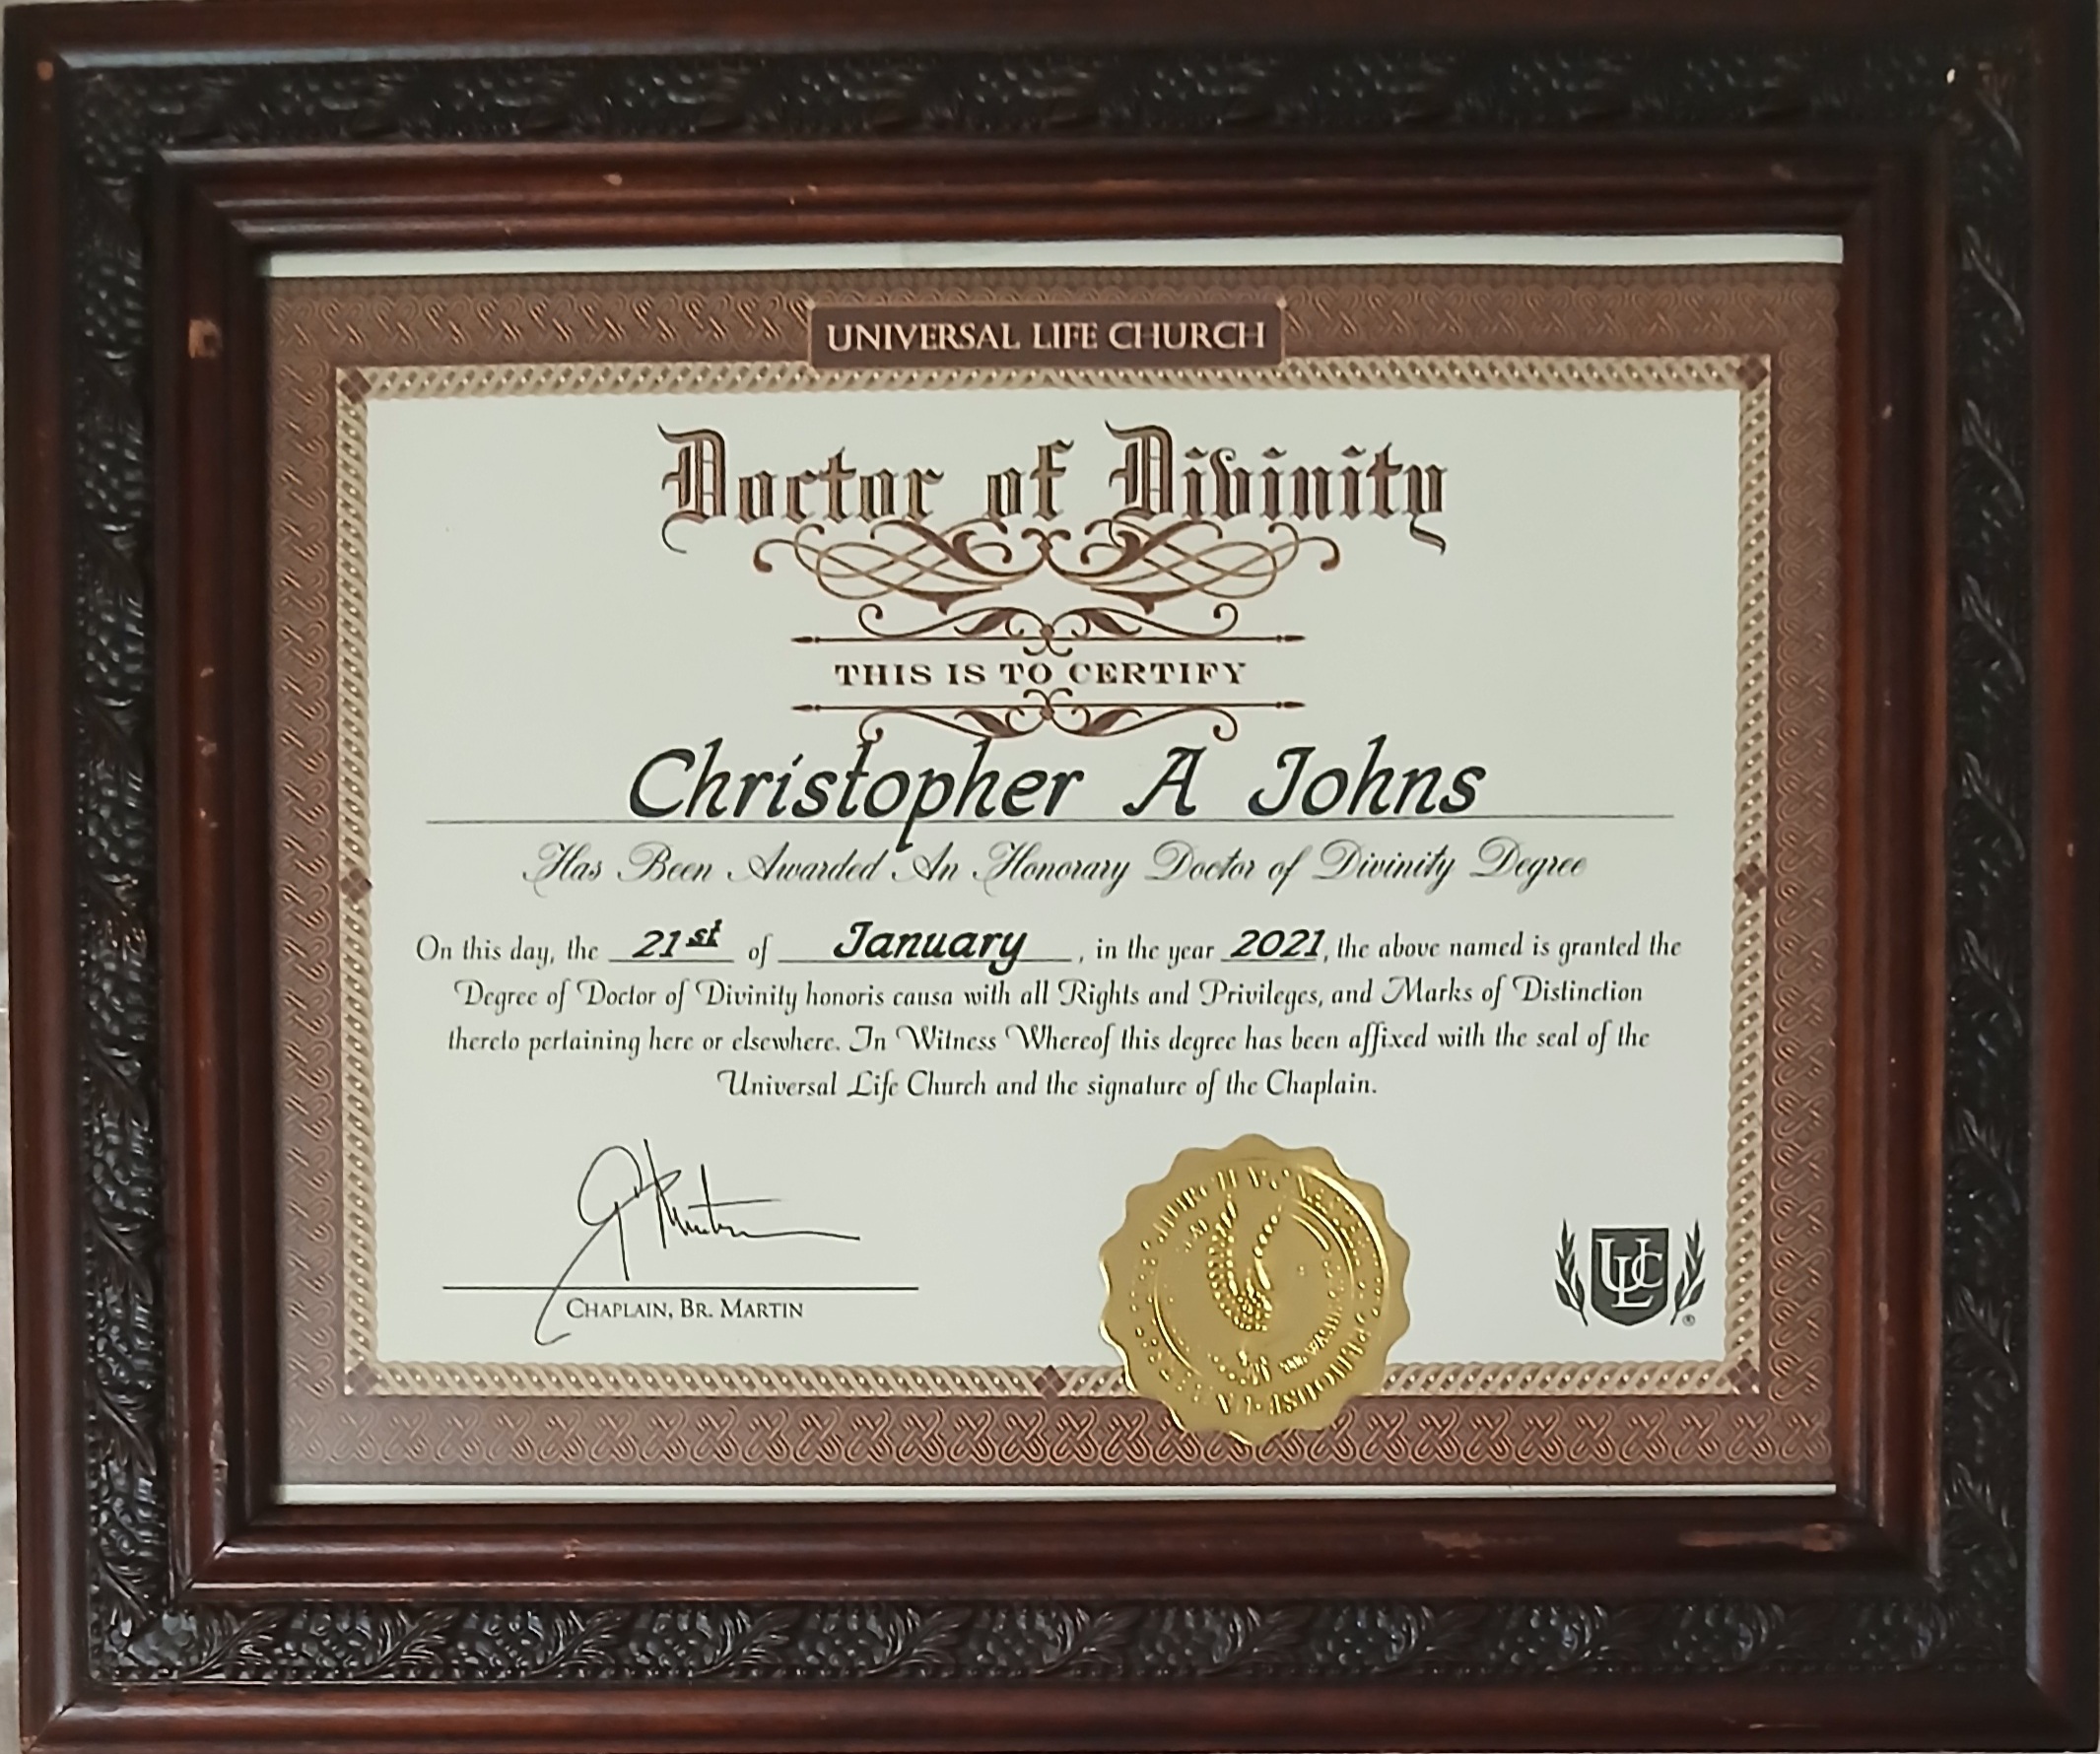 UNIVERSAL LIFE CHURCH
Doctor of Divinity
THIS IS TO CERTIFY
Christopher A Johns
Has Been Awarded An Honorary Doctor of Divinity Degree
On this day, the 21st of January, in the year 2021, the above named is granted the
Degree of Doctor of Divinity honoris causa with all Rights and Privileges, and Marks of Distinction
thereto pertaining here or elsewhere. In Witness Whereof this degree has been affixed with the seal of the
Universal Life Church and the signature of the Chaplain.
CHAPLAIN, BR. MARTIN
ULC
®